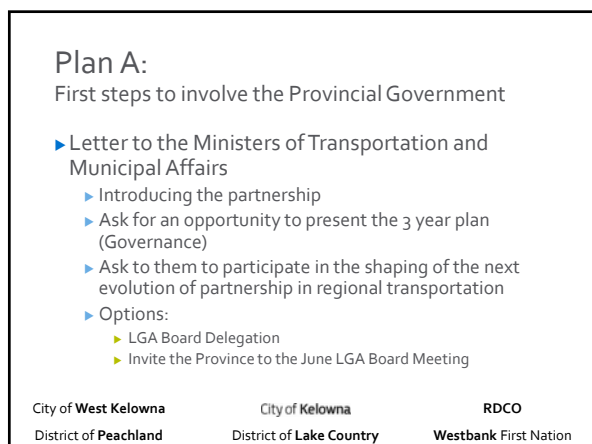 Plan A:
First steps to involve the Provincial Government
Letter to the Ministers of Transportation and
Municipal Affairs
Introducing the partnership
Ask for an opportunity to present the 3 year plan
(Governance)
Ask to them to participate in the shaping of the next
evolution of partnership in regional transportation
Options:
LGA Board Delegation
Invite the Province to the June LGA Board Meeting
City of West Kelowna City of Kelowna RDCO
District of Peachland District of Lake Country Westbank First Nation